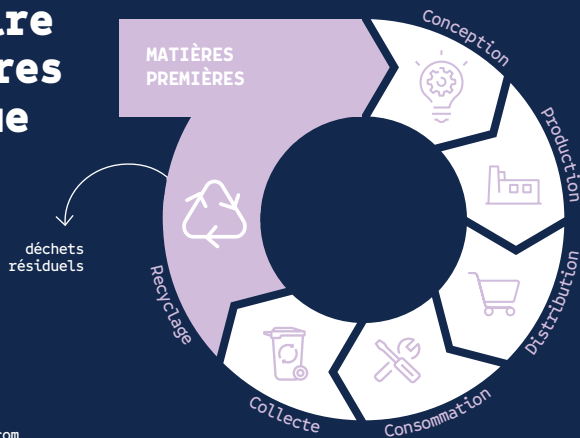 MATIÈRES
PREMIÈRES
Conception
Production
Distribution
Consommation
Collecte
Recyclage
déchets
résiduels